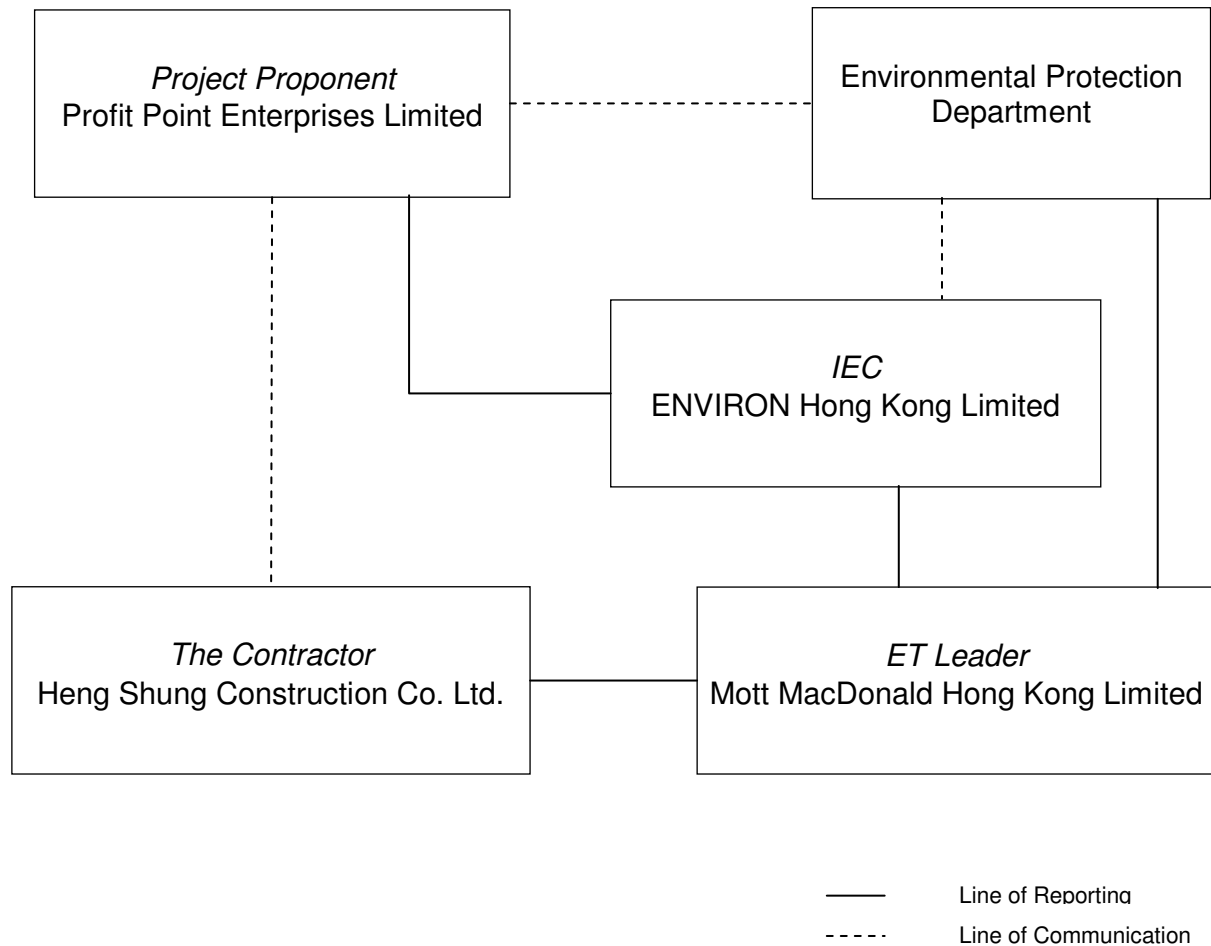 Project Proponent
Profit Point Enterprises Limited
Environmental Protection
Department
IEC
ENVIRON Hong Kong Limited
The Contractor
Heng Shung Construction Co. Ltd.
ET Leader
Mott MacDonald Hong Kong Limited
Line of Reporting
Line of Communication